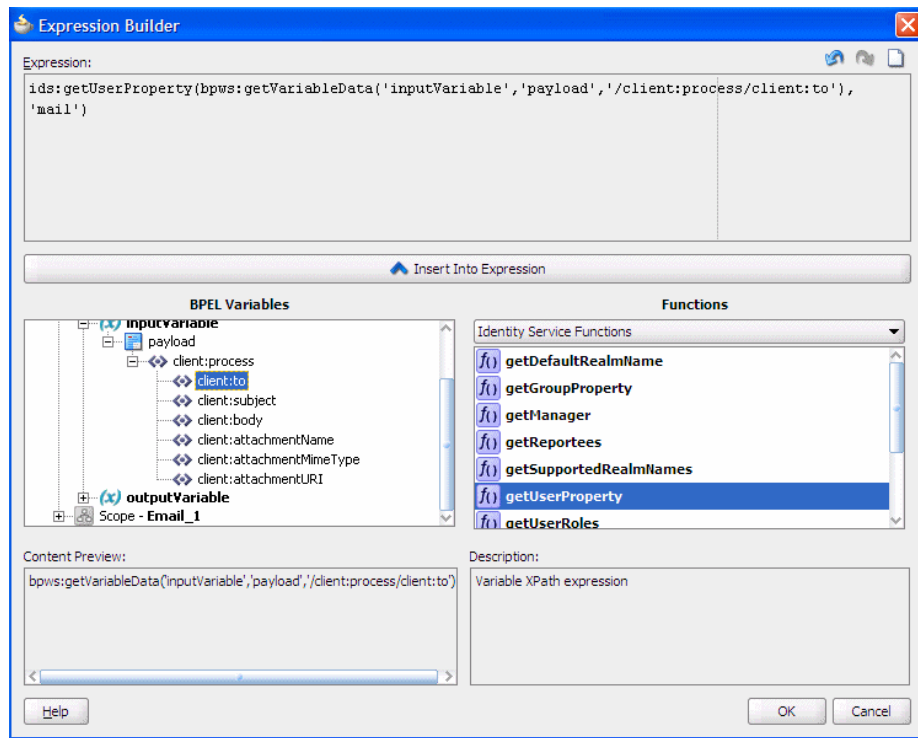 Expression Builder
Expression:
ids:getUserProperty(bpws:getVariableData('inputVariable','payload','/client:process/client:to'),
'mail')
Insert Into Expression
BPEL Variables
(x) inputVariable
payload
client:process
client:to
client:subject
client:body
client:attachmentName
client:attachmentMimeType
client:attachmentURI
(x) outputVariable
Scope - Email_1
Functions
Identity Service Functions
f() getDefaultRealmName
f() getGroupProperty
f() getManager
f() getReportees
f() getSupportedRealmNames
f() getUserProperty
f() getUserRoles
Content Preview:
bpws:getVariableData('inputVariable','payload','/client:process/client:to')
Description:
Variable XPath expression
Help
OK
Cancel